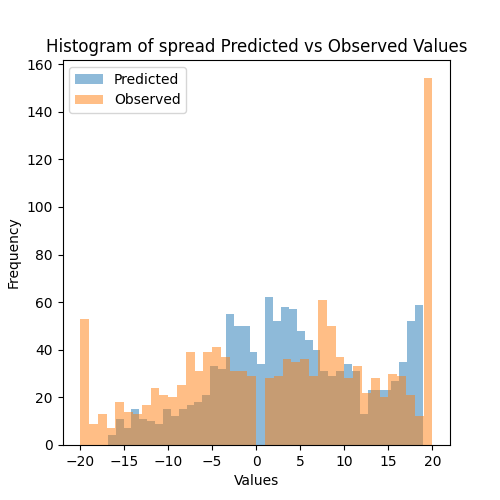 Histogram of spread Predicted vs Observed Values
Predicted
Observed
160
140
120
100
80
60
40
20
0
Frequency
−20 −15 −10 −5 0 5 10 15 20
Values